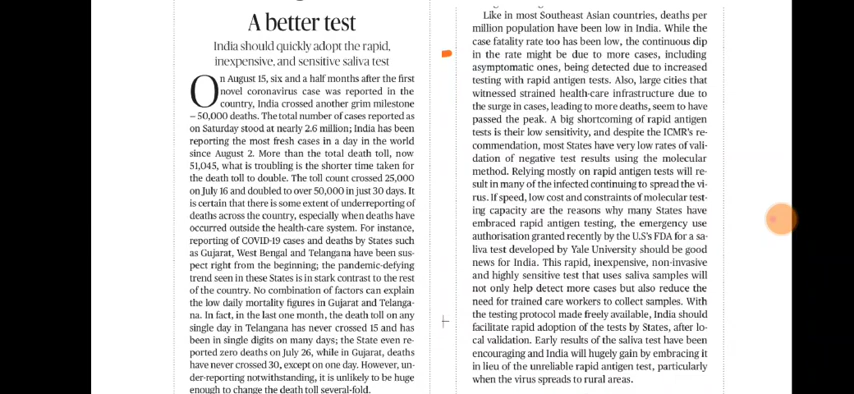 A better test
India should quickly adopt the rapid,
inexpensive, and sensitive saliva test
On August 15, six and a half months after the first
novel coronavirus case was reported in the
country, India crossed another grim milestone
– 50,000 deaths. The total number of cases reported as
on Saturday stood at nearly 2.6 million; India has been
reporting the most fresh cases in a day in the world
since August 2. More than the total death toll, now
51,045, what is troubling is the shorter time taken for
the death toll to double. The toll count crossed 25,000
on July 16 and doubled to over 50,000 in just 30 days. It
is certain that there is some extent of underreporting of
deaths across the country, especially when deaths have
occurred outside the health-care system. For instance,
reporting of COVID-19 cases and deaths by States such
as Gujarat, West Bengal and Telangana have been sus-
pect right from the beginning; the pandemic-defying
trend seen in these States is in stark contrast to the rest
of the country. No combination of factors can explain
the low daily mortality figures in Gujarat and Telanga-
na. In fact, in the last one month, the death toll on any
single day in Telangana has never crossed 15 and has
been in single digits on many days; the State even re-
ported zero deaths on July 26, while in Gujarat, deaths
have never crossed 30, except on one day. However, un-
der-reporting notwithstanding, it is unlikely to be huge
enough to change the death toll several-fold.
Like in most Southeast Asian countries, deaths per
million population have been low in India. While the
case fatality rate too has been low, the continuous dip
in the rate might be due to more cases, including
asymptomatic ones, being detected due to increased
testing with rapid antigen tests. Also, large cities that
witnessed strained health-care infrastructure due to
the surge in cases, leading to more deaths, seem to have
passed the peak. A big shortcoming of rapid antigen
tests is their low sensitivity, and despite the ICMR's re-
commendation, most States have very low rates of vali-
dation of negative test results using the molecular
method. Relying mostly on rapid antigen tests will re-
sult in many of the infected continuing to spread the vi-
rus. If speed, low cost and constraints of molecular test-
ing capacity are the reasons why many States have
embraced rapid antigen testing, the emergency use
authorisation granted recently by the U.S's FDA for a sa-
liva test developed by Yale University should be good
news for India. This rapid, inexpensive, non-invasive
and highly sensitive test that uses saliva samples will
not only help detect more cases but also reduce the
need for trained care workers to collect samples. With
the testing protocol made freely available, India should
facilitate rapid adoption of the tests by States, after lo-
cal validation. Early results of the saliva test have been
encouraging and India will hugely gain by embracing it
in lieu of the unreliable rapid antigen test, particularly
when the virus spreads to rural areas.